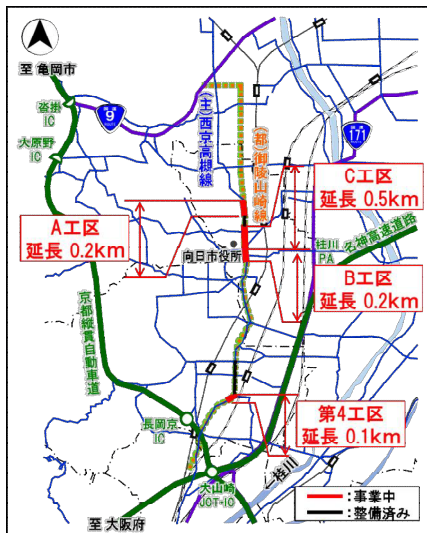 至 亀岡市
沓掛
IC
9
大原野
IC
(主)西京高槻線
(都)御陵山崎線
171
C工区
延長 0.5km
A工区
延長 0.2km
向日市役所
桂川
PA
名神高速道路
B工区
延長 0.2km
京都縦貫自動車道
第4工区
延長 0.1km
長岡京
IC
大山崎
JCT・IC
桂川
至 大阪府
:事業中
:整備済み